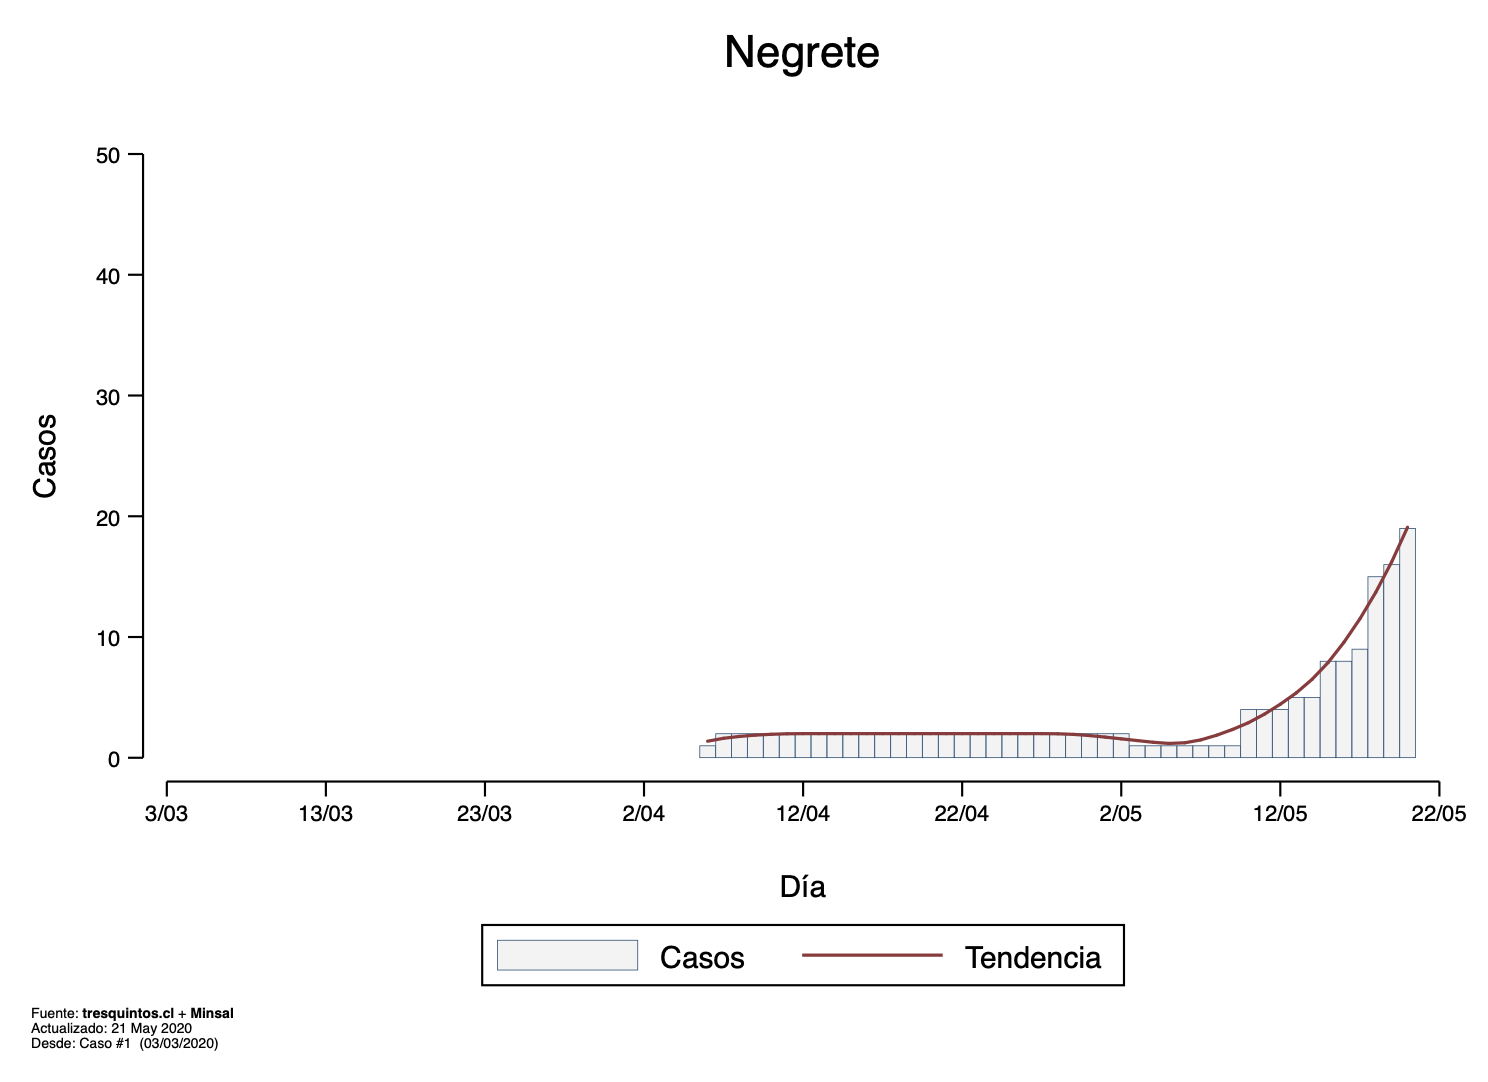 Negrete
50
40
30
20
10
0
Casos
3/03 13/03 23/03 2/04 12/04 22/04 2/05 12/05 22/05
Día
Casos Tendencia
Fuente: tresquintos.cl + Minsal
Actualizado: 21 May 2020
Desde: Caso #1 (03/03/2020)